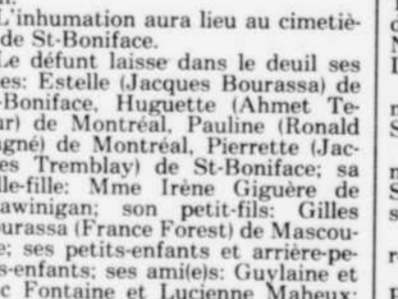 L'inhumation aura lieu au cimetiè-
de St-Boniface.
Le défunt laisse dans le deuil ses
es: Estelle (Jacques Bourassa) de
-Boniface, Huguette (Ahmet Te-
ur) de Montréal, Pauline (Ronald
gné) de Montréal, Pierrette (Jac-
es Tremblay) de St-Boniface; sa
lle-fille: Mme Irène Giguère de
awinigan; son petit-fils: Gilles
urassa (France Forest) de Mascou-
e; ses petits-enfants et arrière-pe-
s-enfants; ses ami(e)s: Guylaine et
c Fontaine et Lucienne Maheux;